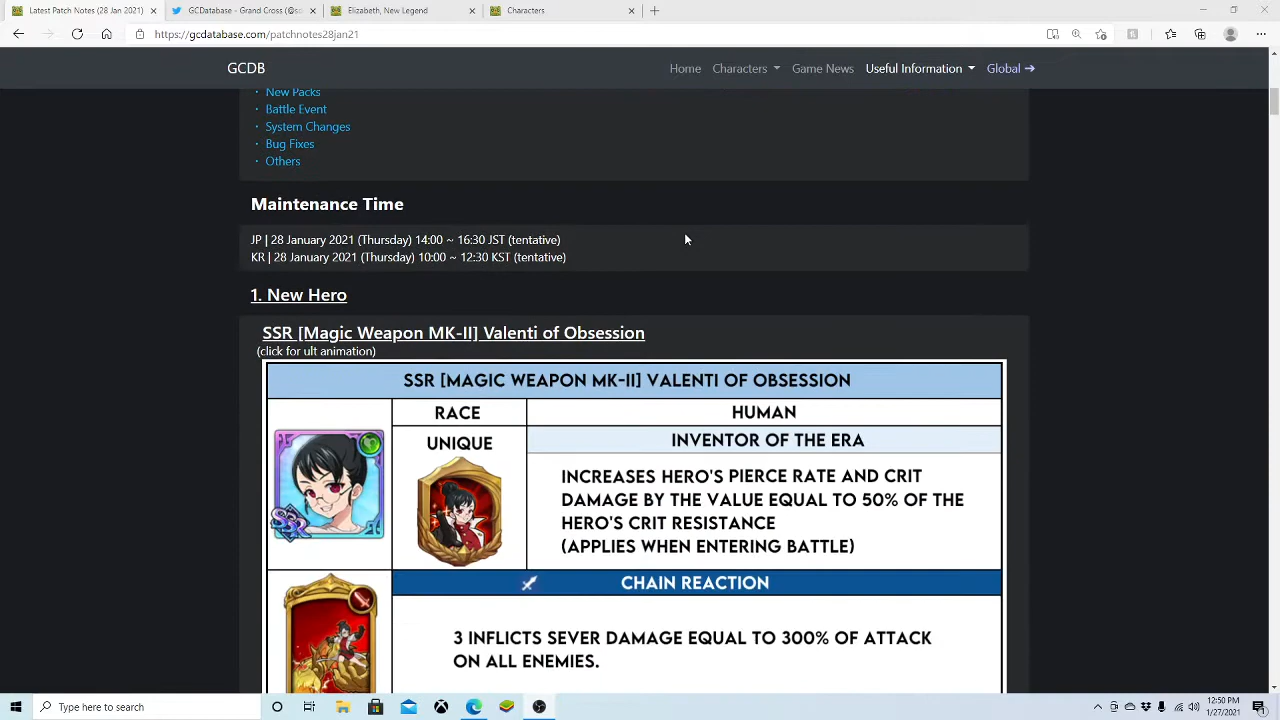 Latest Patch Notes (28 Jan 2021)
GCDatabase - Grand Cross (@gc
Elizabeth, New Legend
Characters
https://gcdatabase.com/patchnotes28jan21
GCDB
Home
Characters
Game News
Useful Information
Global ➔
· New Packs
· Battle Event
· System Changes
· Bug Fixes
· Others
Maintenance Time
JP | 28 January 2021 (Thursday) 14:00 ~ 16:30 JST (tentative)
KR | 28 January 2021 (Thursday) 10:00 ~ 12:30 KST (tentative)
1. New Hero
SSR [Magic Weapon MK-II] Valenti of Obsession
(click for ult animation)
SSR [MAGIC WEAPON MK-II] VALENTI OF OBSESSION
RACE
HUMAN
UNIQUE
INVENTOR OF THE ERA
INCREASES HERO'S PIERCE RATE AND CRIT
DAMAGE BY THE VALUE EQUAL TO 50% OF THE
HERO'S CRIT RESISTANCE
(APPLIES WHEN ENTERING BATTLE)
SSR
CHAIN REACTION
3 INFLICTS SEVER DAMAGE EQUAL TO 300% OF ATTACK
ON ALL ENEMIES.
Type here to search
12:50 PM
1/27/2021